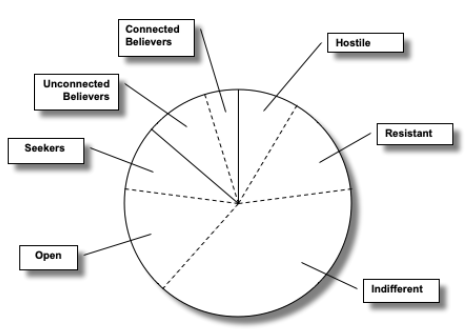 Connected
Believers
Hostile
Unconnected
Believers
Resistant
Seekers
Open
Indifferent